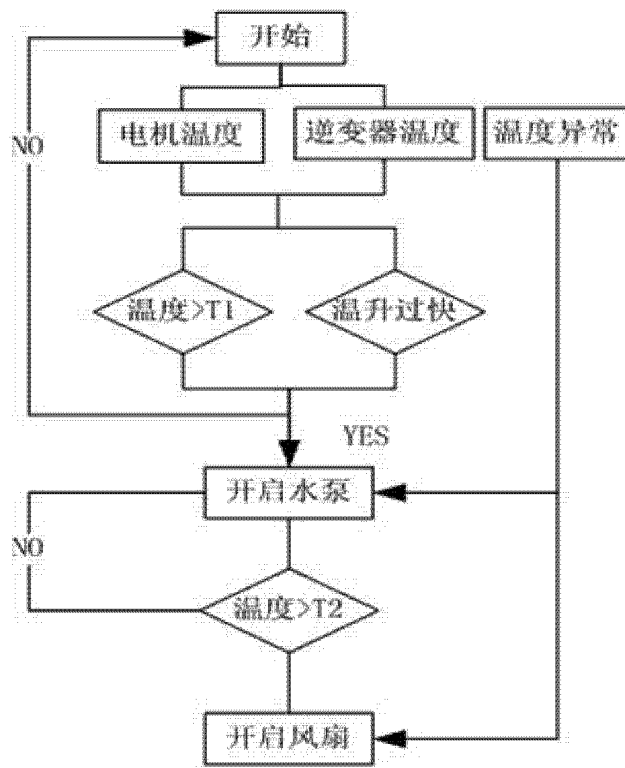 开始
NO
电机温度
逆变器温度
温度异常
温度>T1
温升过快
YES
开启水泵
NO
温度>T2
开启风扇